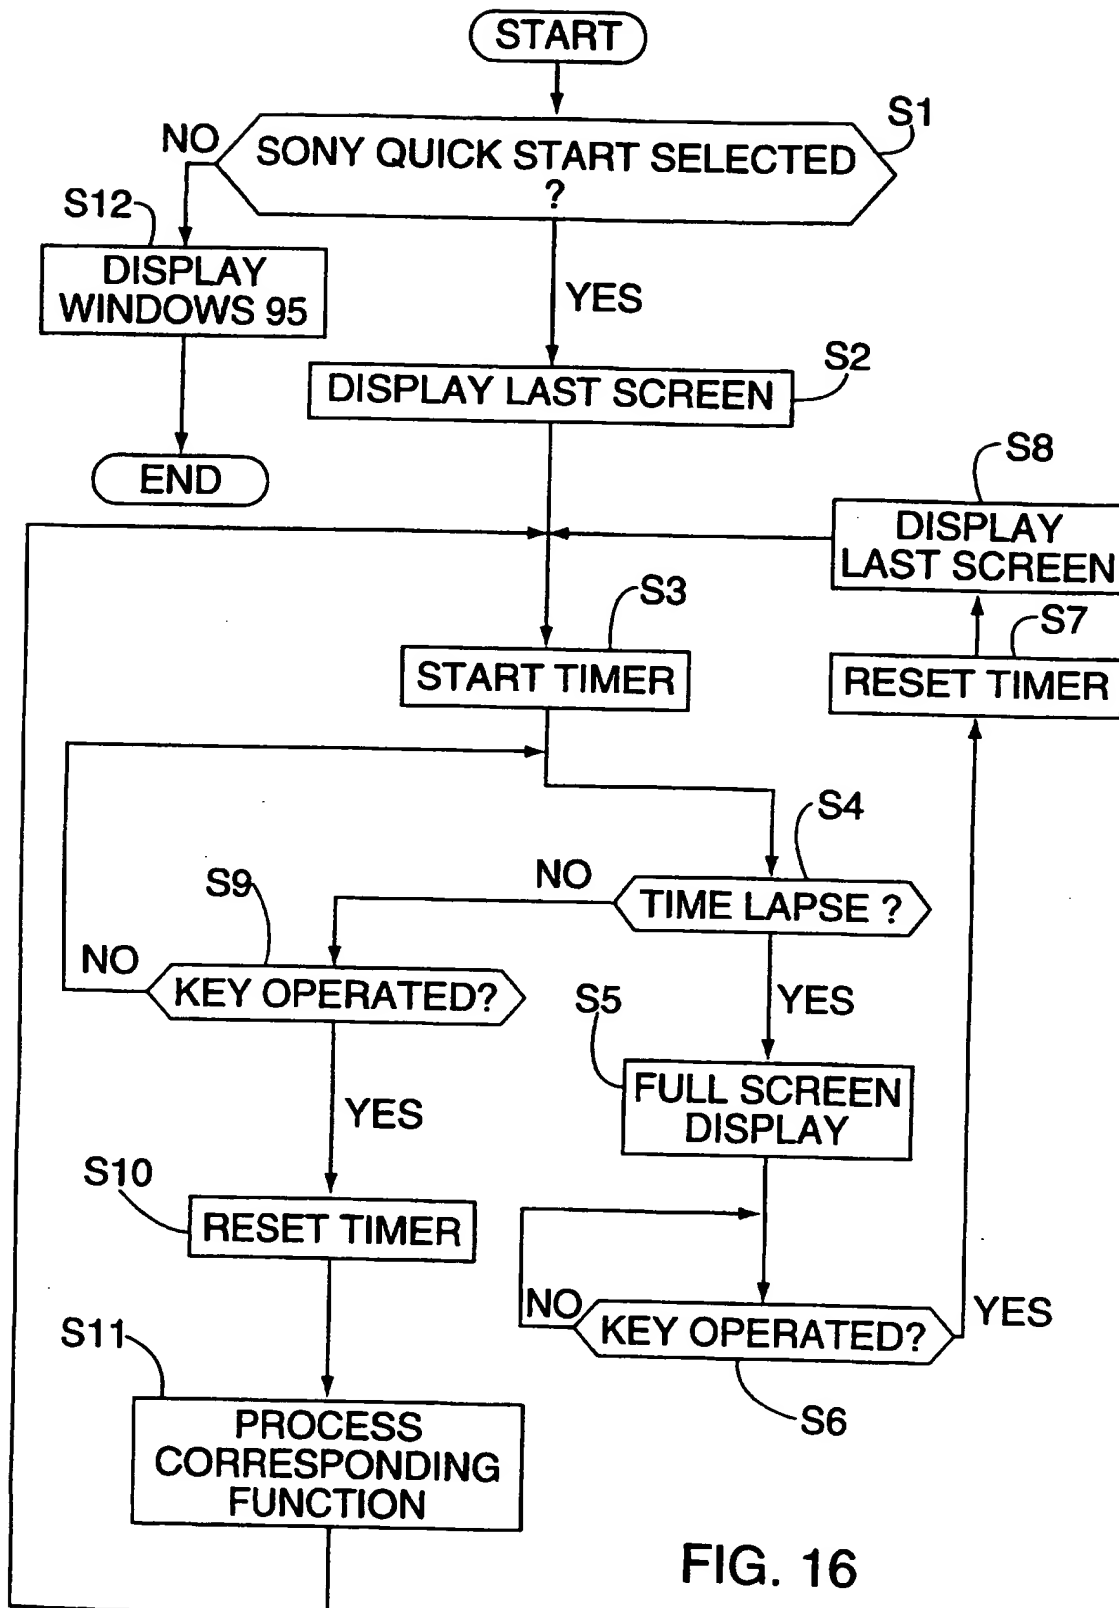 START
S1
NO
SONY QUICK START SELECTED
?
S12
DISPLAY
WINDOWS 95
YES
S2
DISPLAY LAST SCREEN
END
S8
DISPLAY
LAST SCREEN
S3
S7
START TIMER
RESET TIMER
S4
NO
TIME LAPSE ?
S9
NO
KEY OPERATED?
YES
S5
FULL SCREEN
DISPLAY
YES
S10
RESET TIMER
NO
KEY OPERATED?
YES
S6
S11
PROCESS
CORRESPONDING
FUNCTION
FIG. 16